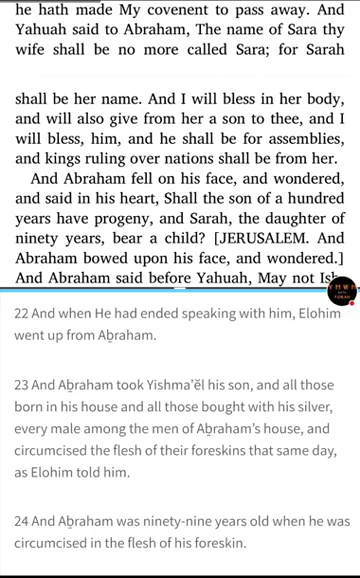 he hath made My covenent to pass away. And
Yahuah said to Abraham, The name of Sara thy
wife shall be no more called Sara; for Sarah
shall be her name. And I will bless in her body,
and will also give from her a son to thee, and I
will bless, him, and he shall be for assemblies,
and kings ruling over nations shall be from her.
And Abraham fell on his face, and wondered,
and said in his heart, Shall the son of a hundred
years have progeny, and Sarah, the daughter of
ninety years, bear a child? [JERUSALEM. And
Abraham bowed upon his face, and wondered.]
And Abraham said before Yahuah, May not Ish
22 And when He had ended speaking with him, Elohim
went up from Aḇraham.
23 And Aḇraham took Yishma’ĕl his son, and all those
born in his house and all those bought with his silver,
every male among the men of Aḇraham’s house, and
circumcised the flesh of their foreskins that same day,
as Elohim told him.
24 And Aḇraham was ninety-nine years old when he was
circumcised in the flesh of his foreskin.